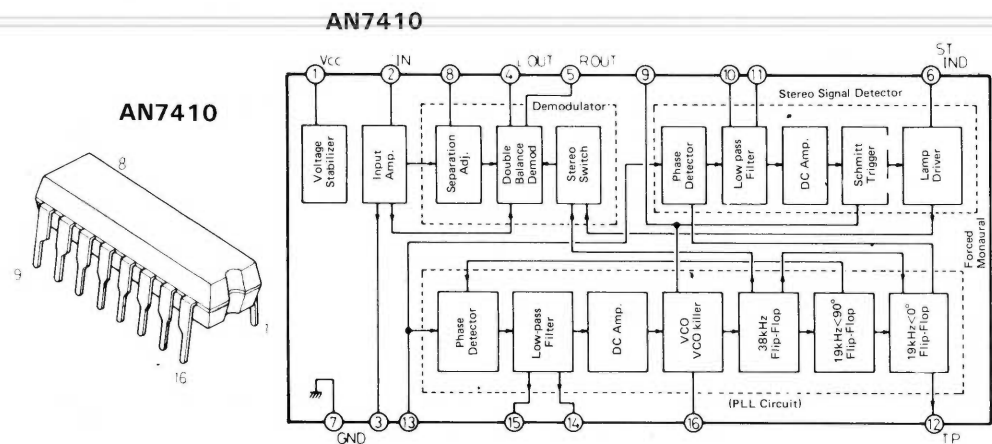 AN7410
AN7410
8
9
16
1
Vcc
IN
L OUT
R OUT
ST
IND
1
2
8
4
5
9
10
11
6
Demodulator
Stereo Signal Detector
Voltage
Stabilizer
Input
Amp.
Separation
Adj.
Double
Balance
Demod
Stereo
Switch
Phase
Detector
Low pass
Filter
DC Amp.
Schmitt
Trigger
Lamp
Driver
Forced
Monaural
Phase
Detector
Low-pass
Filter
DC Amp.
VCO
VCO killer
38kHz
Flip-Flop
19kHz<90°
Flip-Flop
19kHz<0°
Flip-Flop
(PLL Circuit)
7
3
13
15
14
16
12
GND
T.P.